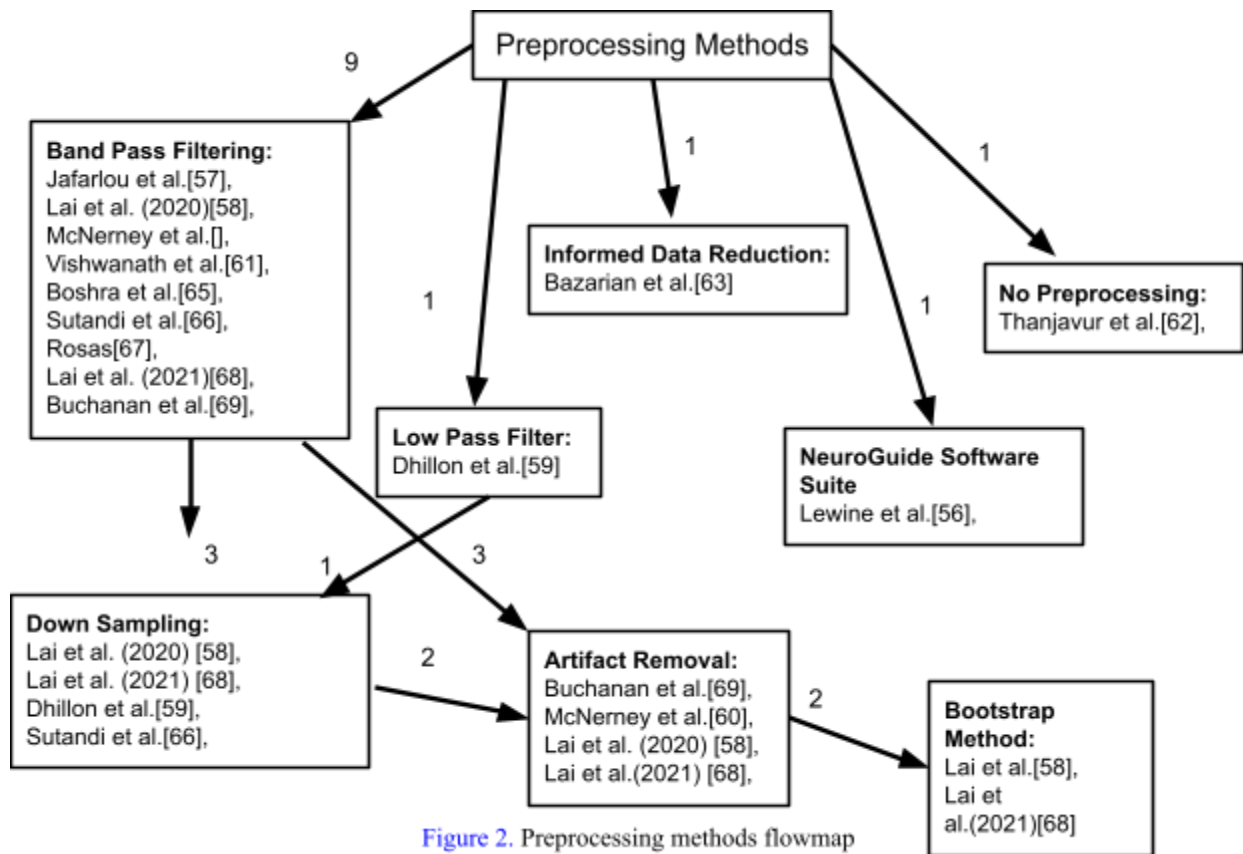 Preprocessing Methods
9
1
1
1
1
Band Pass Filtering:
Jafarlou et al.[57],
Lai et al. (2020)[58],
McNerney et al.[],
Vishwanath et al.[61],
Boshra et al.[65],
Sutandi et al.[66],
Rosas[67],
Lai et al. (2021)[68],
Buchanan et al.[69],
Informed Data Reduction:
Bazarian et al.[63]
No Preprocessing:
Thanjavur et al.[62],
Low Pass Filter:
Dhillon et al.[59]
NeuroGuide Software
Suite
Lewine et al.[56],
3
1
3
Down Sampling:
Lai et al. (2020) [58],
Lai et al. (2021) [68],
Dhillon et al.[59],
Sutandi et al.[66],
2
Artifact Removal:
Buchanan et al.[69],
McNerney et al.[60],
Lai et al. (2020) [58],
Lai et al.(2021) [68],
2
Bootstrap
Method:
Lai et al.[58],
Lai et
al.(2021)[68]
Figure 2. Preprocessing methods flowmap